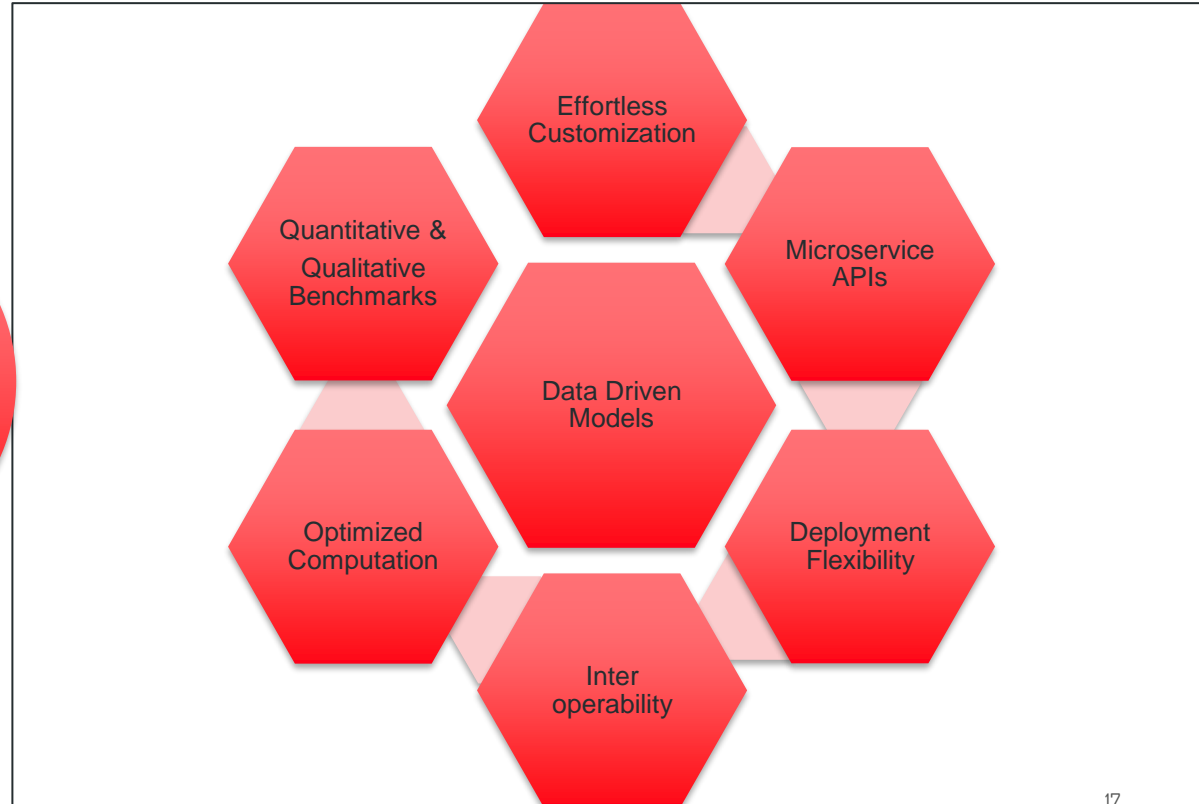 Effortless
Customization
Microservice
APIs
Deployment
Flexibility
Inter
operability
Optimized
Computation
Quantitative &
Qualitative
Benchmarks
Data Driven
Models
17